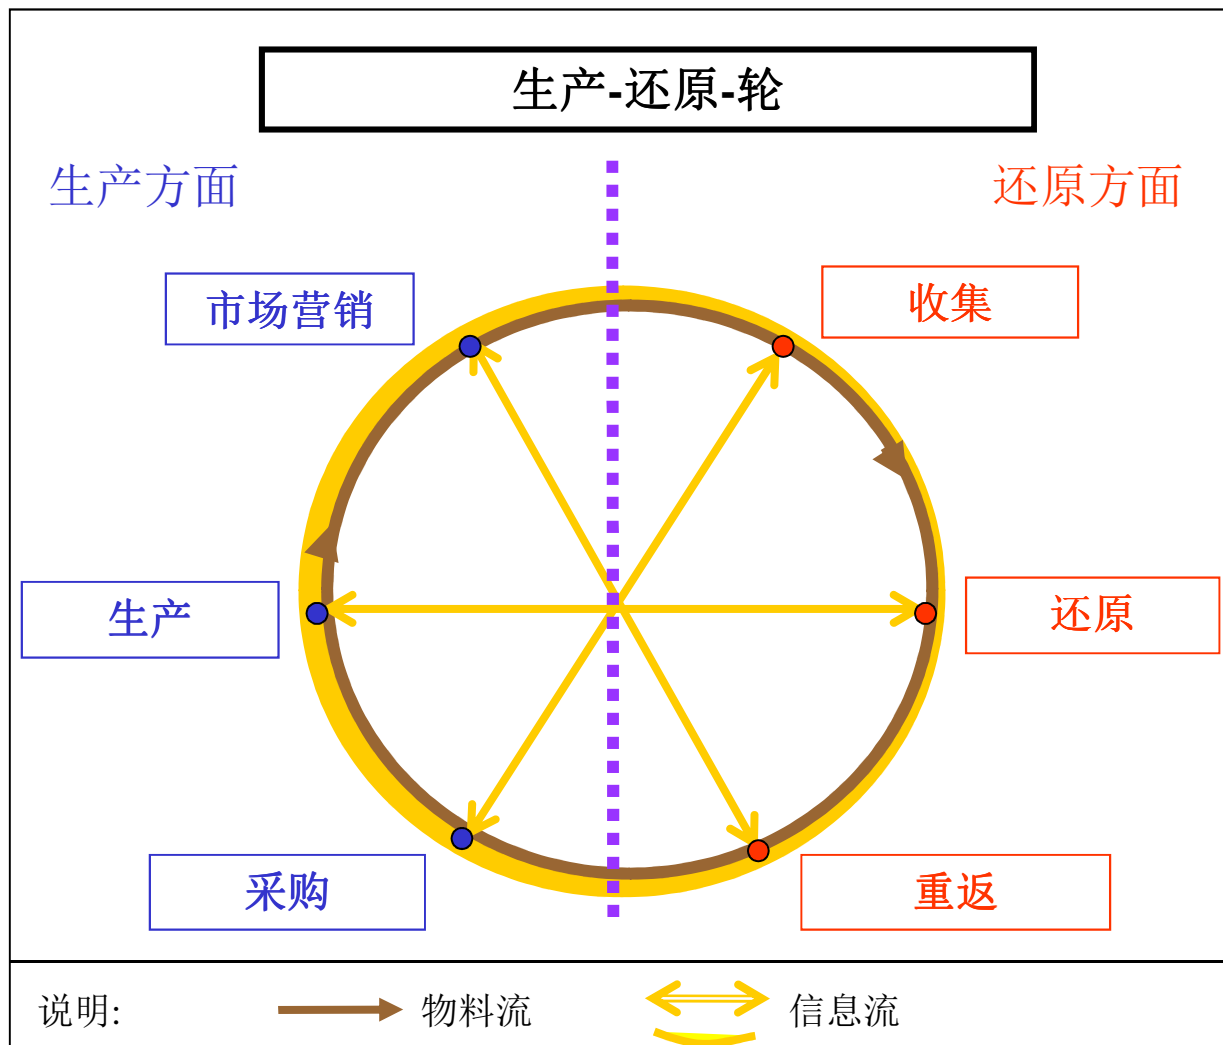 生产-还原-轮
生产方面
还原方面
市场营销
收集
生产
还原
采购
重返
说明:
物料流
信息流